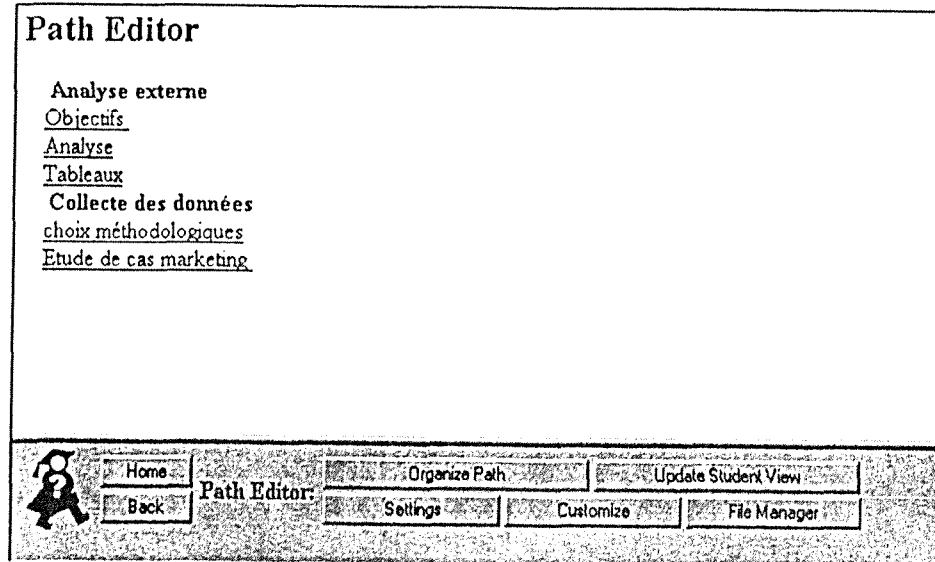 Path Editor
Analyse externe
Objectifs
Analyse
Tableaux
Collecte des données
choix méthodologiques
Etude de cas marketing
?
Home
Back
Path Editor:
Organize Path
Update Student View
Settings
Customize
File Manager